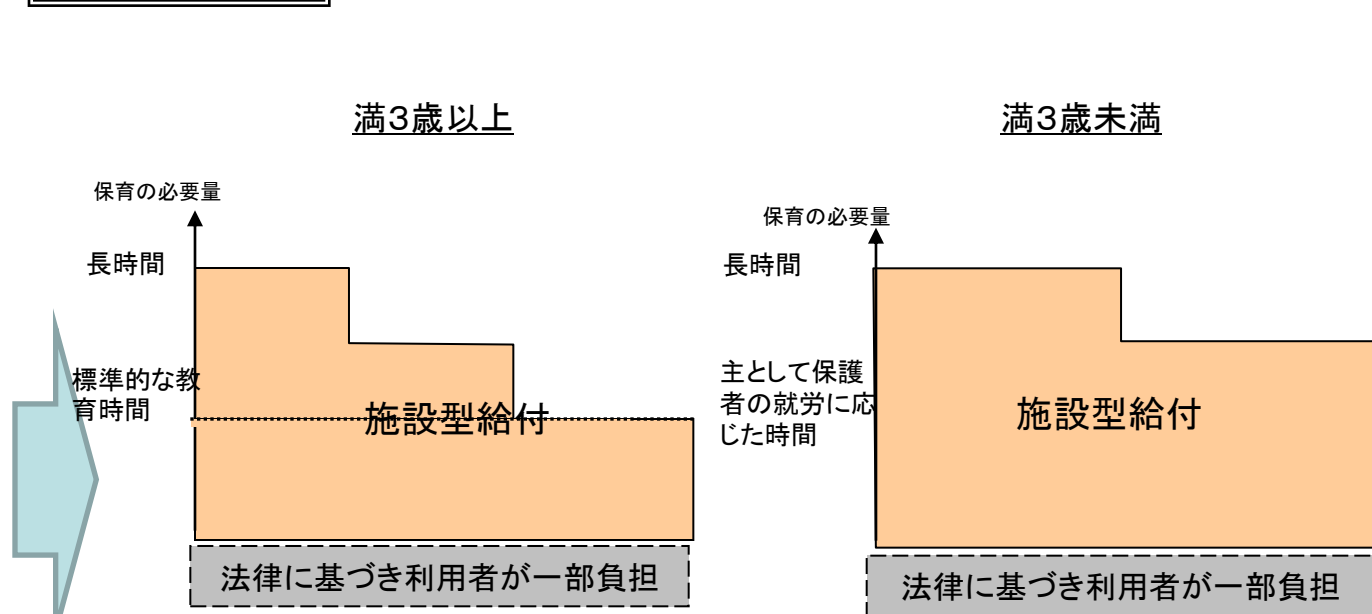 満３歳以上
保育の必要量
長時間
標準的な教
育時間
施設型給付
法律に基づき利用者が一部負担
満３歳未満
保育の必要量
長時間
主として保護
者の就労に応
じた時間
施設型給付
法律に基づき利用者が一部負担